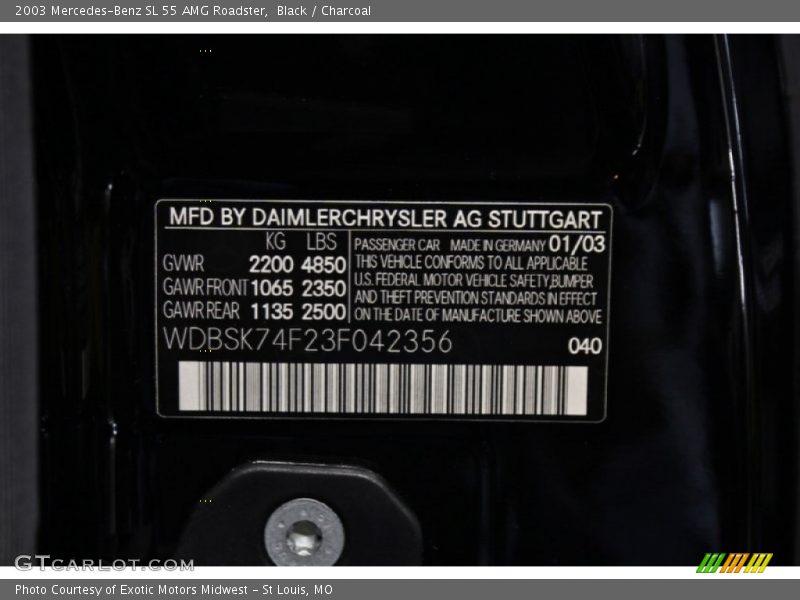 2003 Mercedes-Benz SL 55 AMG Roadster, Black / Charcoal
MFD BY DAIMLERCHRYSLER AG STUTTGART
KG LBS
GVWR 2200 4850
GAWR FRONT 1065 2350
GAWR REAR 1135 2500
PASSENGER CAR MADE IN GERMANY 01/03
THIS VEHICLE CONFORMS TO ALL APPLICABLE
U.S. FEDERAL MOTOR VEHICLE SAFETY, BUMPER
AND THEFT PREVENTION STANDARDS IN EFFECT
ON THE DATE OF MANUFACTURE SHOWN ABOVE
WDBSK74F23F042356
040
GTCARLOT.COM
Photo Courtesy of Exotic Motors Midwest - St Louis, MO